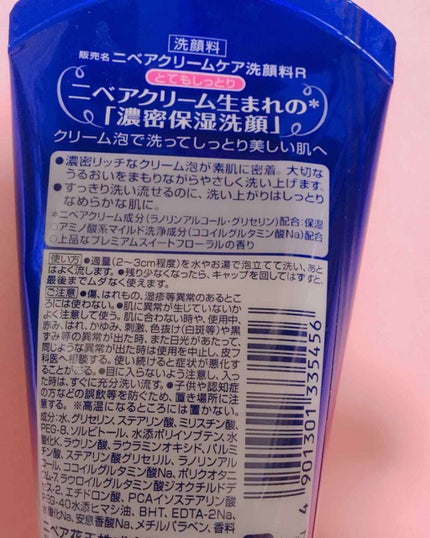 洗顔料
販売名 ニベアクリームケア洗顔料R
とてもしっとり
ニベアクリーム生まれの*
「濃密保湿洗顔」
クリーム泡で洗ってしっとり美しい肌へ
●濃密リッチなクリーム泡が素肌に密着。大切な
うるおいをまもりながらやさしく洗い上げます。
●すっきり洗い流せるのに、洗い上がりはしっとり
なめらかな肌に。
*ニベアクリーム成分(ラノリンアルコール・グリセリン)配合:保湿
○アミノ酸系マイルド洗浄成分(ココイルグルタミン酸Na)配合
○上品なプレミアムスイートフローラルの香り
使い方 ●適量(2〜3cm程度)を水やお湯で泡立てて洗い、あと
はよく流します。●残り少なくなったら、キャップを回してはずすと、
最後までムダなく使えます。
ご注意 ●傷、はれもの、湿疹等異常のあるとこ
ろには使わない。●肌に異常が生じていないか
よく注意して使う。肌に合わない時や、使用中、
赤み、はれ、かゆみ、刺激、色抜け(白斑等)や黒
ずみ等の異常が出た時、また日光があたって、
同じような異常が出た時は使用を中止し、皮フ
科医へ相談する。使い続けると症状が悪化す
ることがある。●目に入らないよう注意し、入っ
た時は、すぐに充分洗い流す。●子供や認知症
の方などの誤飲等を防ぐため、置き場所に注
意する。※高温になるところには置かない。
成分:水、グリセリン、ステアリン酸、ミリスチン酸、
PEG-8、ソルビトール、水添ポリイソブテン、水
酸化K、ラウリン酸、ラウラミンオキシド、パルミ
チン酸、ステアリン酸グリセリル、ラノリンアル
コール、ココイルグルタミン酸Na、ポリクオタニ
ウム-7、ラウロイルグルタミン酸ジオクチルドデ
ス-2、エチドロン酸、PCAイソステアリン酸
PEG-40水添ヒマシ油、BHT、EDTA-2Na、
酸化Na、安息香酸Na、メチルパラベン、香料
4 901301 335456